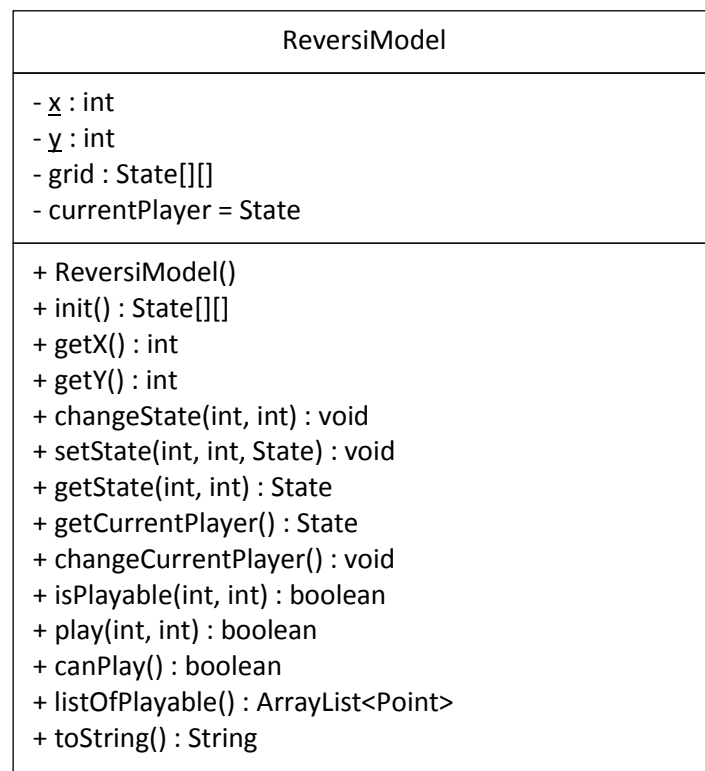 ReversiModel
- x : int
- y : int
- grid : State[][]
- currentPlayer = State
+ ReversiModel()
+ init() : State[][]
+ getX() : int
+ getY() : int
+ changeState(int, int) : void
+ setState(int, int, State) : void
+ getState(int, int) : State
+ getCurrentPlayer() : State
+ changeCurrentPlayer() : void
+ isPlayable(int, int) : boolean
+ play(int, int) : boolean
+ canPlay() : boolean
+ listOfPlayable() : ArrayList<Point>
+ toString() : String